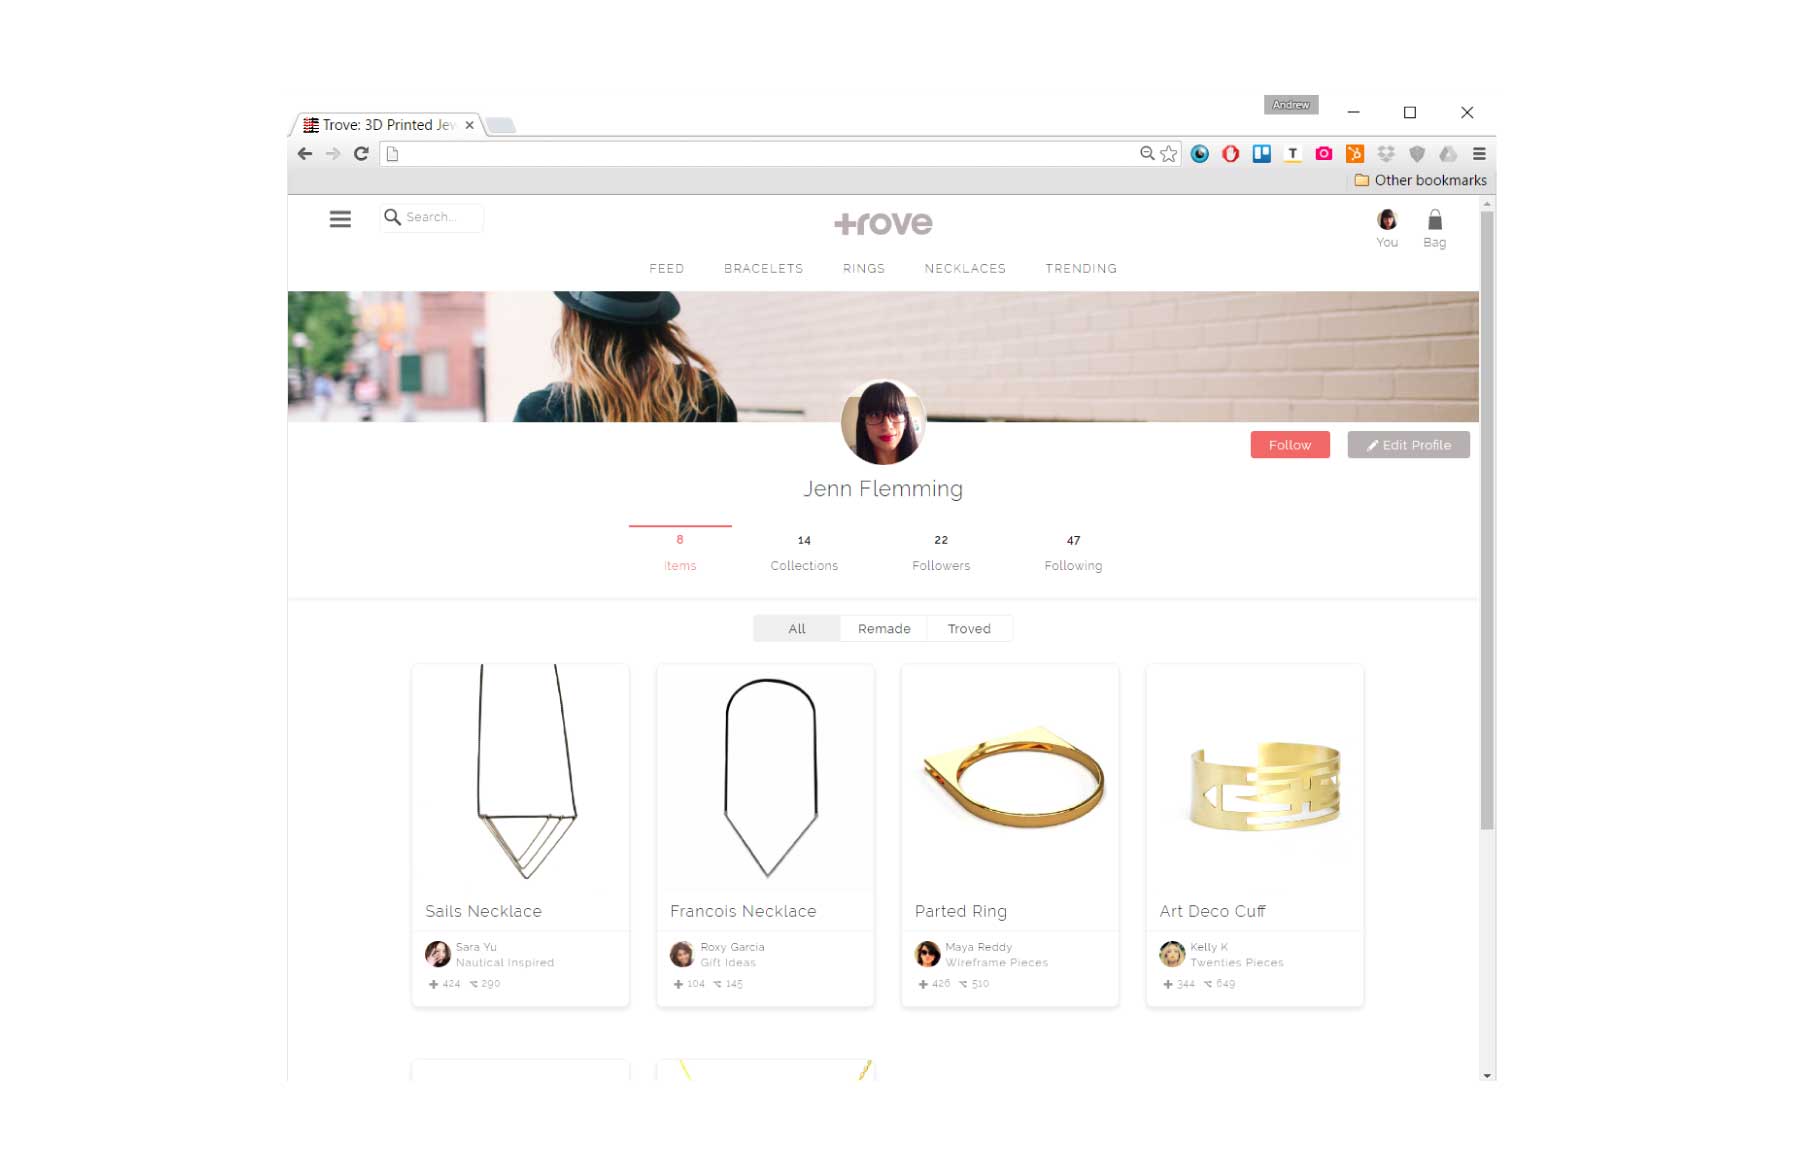 Andrew
Trove: 3D Printed Jew
T
Other bookmarks
Search...
trove
You
Bag
FEED
BRACELETS
RINGS
NECKLACES
TRENDING
Follow
Edit Profile
Jenn Flemming
8
14
22
47
Items
Collections
Followers
Following
All
Remade
Troved
Sails Necklace
Francois Necklace
Parted Ring
Art Deco Cuff
Sara Yu
Nautical Inspired
424 290
Roxy Garcia
Gift Ideas
104 145
Maya Reddy
Wireframe Pieces
426 510
Kelly K
Twenties Pieces
344 649